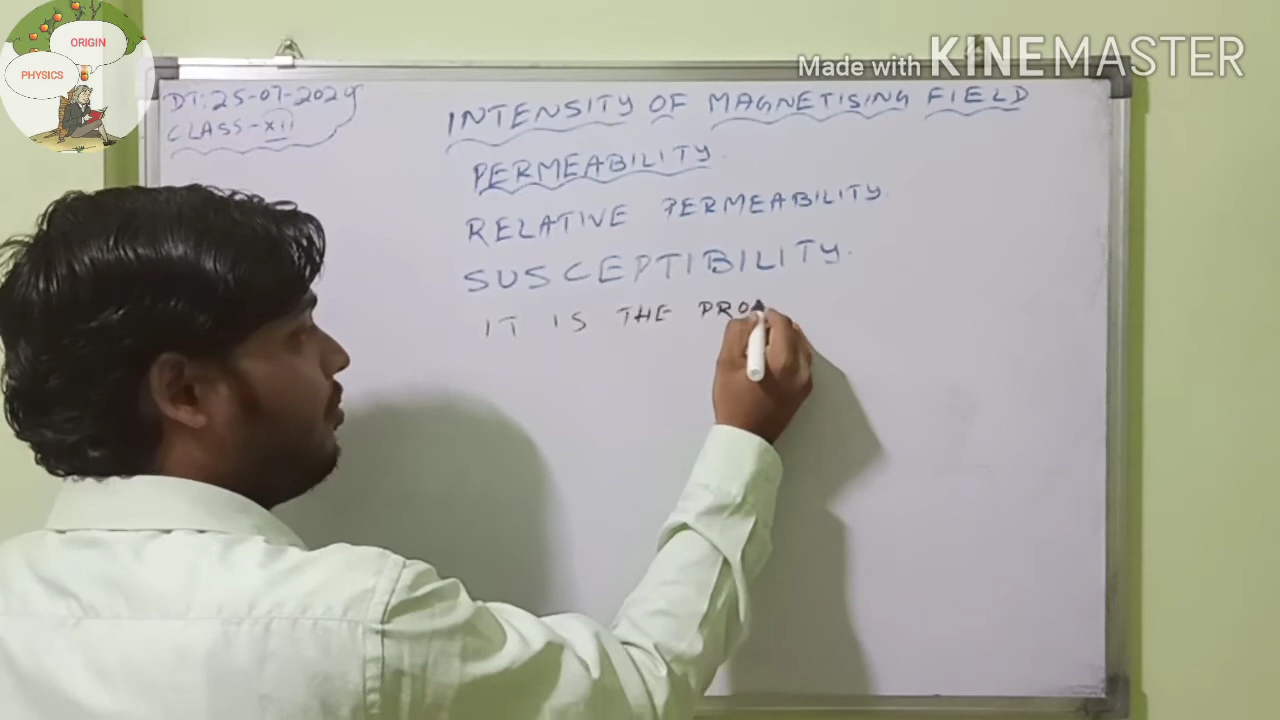 ORIGIN
PHYSICS
Made with KINEMASTER
DT:25-07-2024
CLASS-XII
INTENSITY OF MAGNETISING FIELD
PERMEABILITY.
RELATIVE PERMEABILITY.
SUSCEPTIBILITY.
IT IS THE PRO